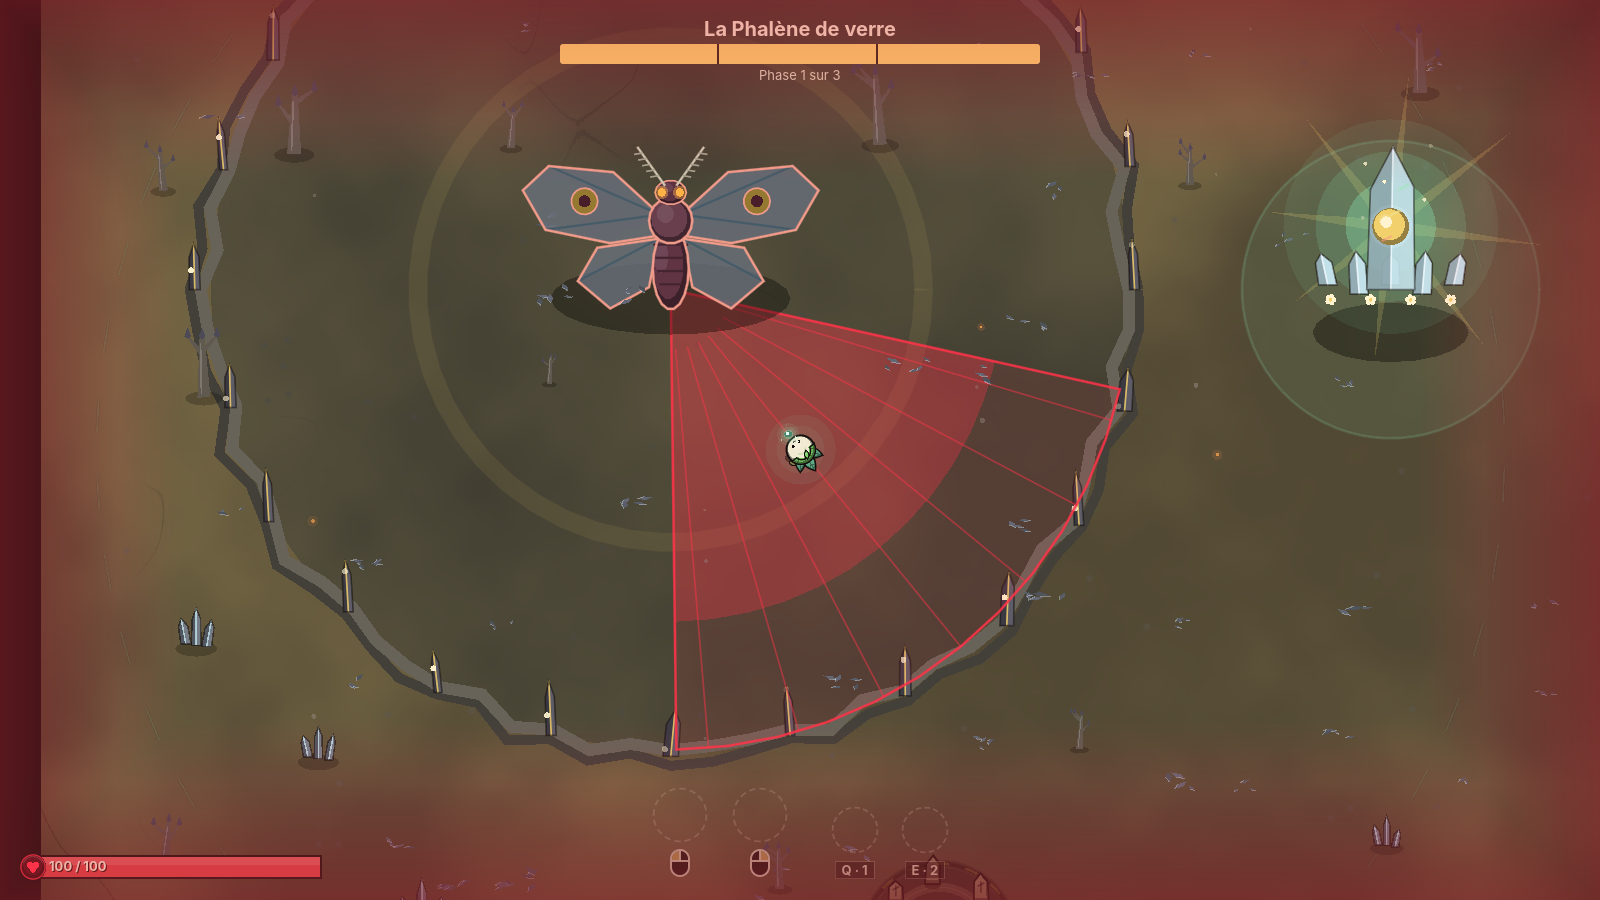 La Phalène de verre
Phase 1 sur 3
100 / 100
Q · 1
E · 2